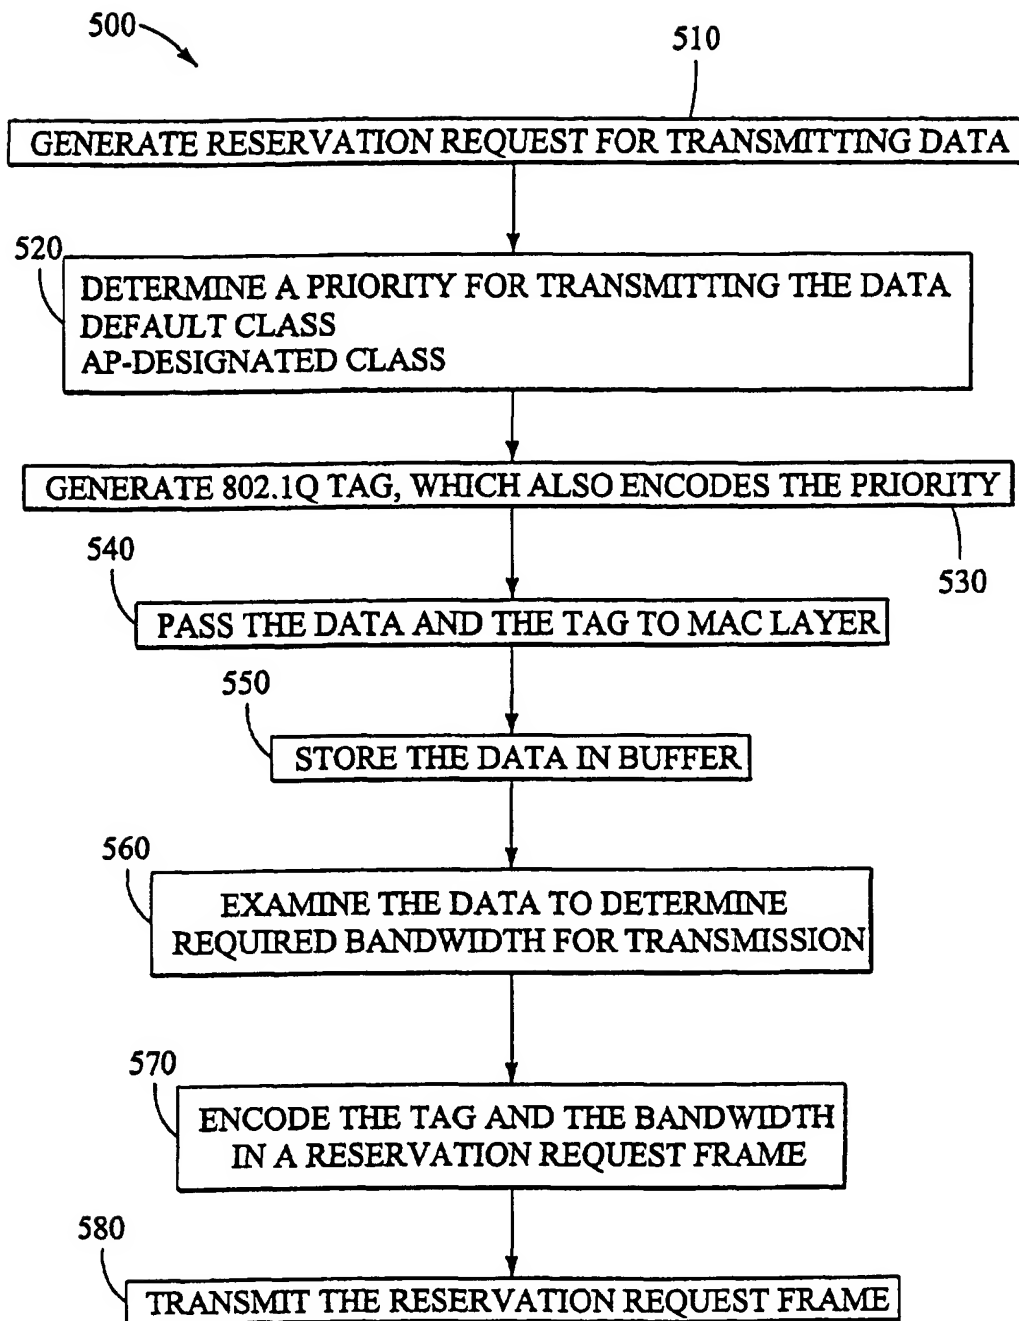 500
510
GENERATE RESERVATION REQUEST FOR TRANSMITTING DATA
520
DETERMINE A PRIORITY FOR TRANSMITTING THE DATA
DEFAULT CLASS
AP-DESIGNATED CLASS
GENERATE 802.1Q TAG, WHICH ALSO ENCODES THE PRIORITY
530
540
PASS THE DATA AND THE TAG TO MAC LAYER
550
STORE THE DATA IN BUFFER
560
EXAMINE THE DATA TO DETERMINE
REQUIRED BANDWIDTH FOR TRANSMISSION
570
ENCODE THE TAG AND THE BANDWIDTH
IN A RESERVATION REQUEST FRAME
580
TRANSMIT THE RESERVATION REQUEST FRAME